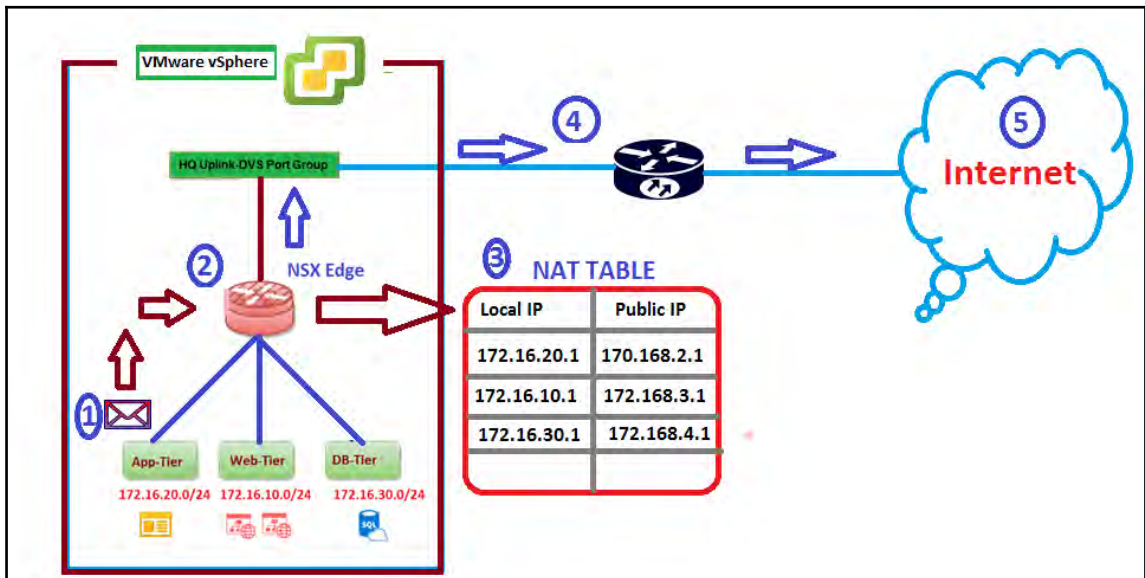 VMware vSphere
4
5
Internet
HQ Uplink-DVS Port Group
2
NSX Edge
3 NAT TABLE
Local IP Public IP
172.16.20.1 170.168.2.1
172.16.10.1 172.168.3.1
172.16.30.1 172.168.4.1
1
App-Tier Web-Tier DB-Tier
172.16.20.0/24 172.16.10.0/24 172.16.30.0/24
SQL